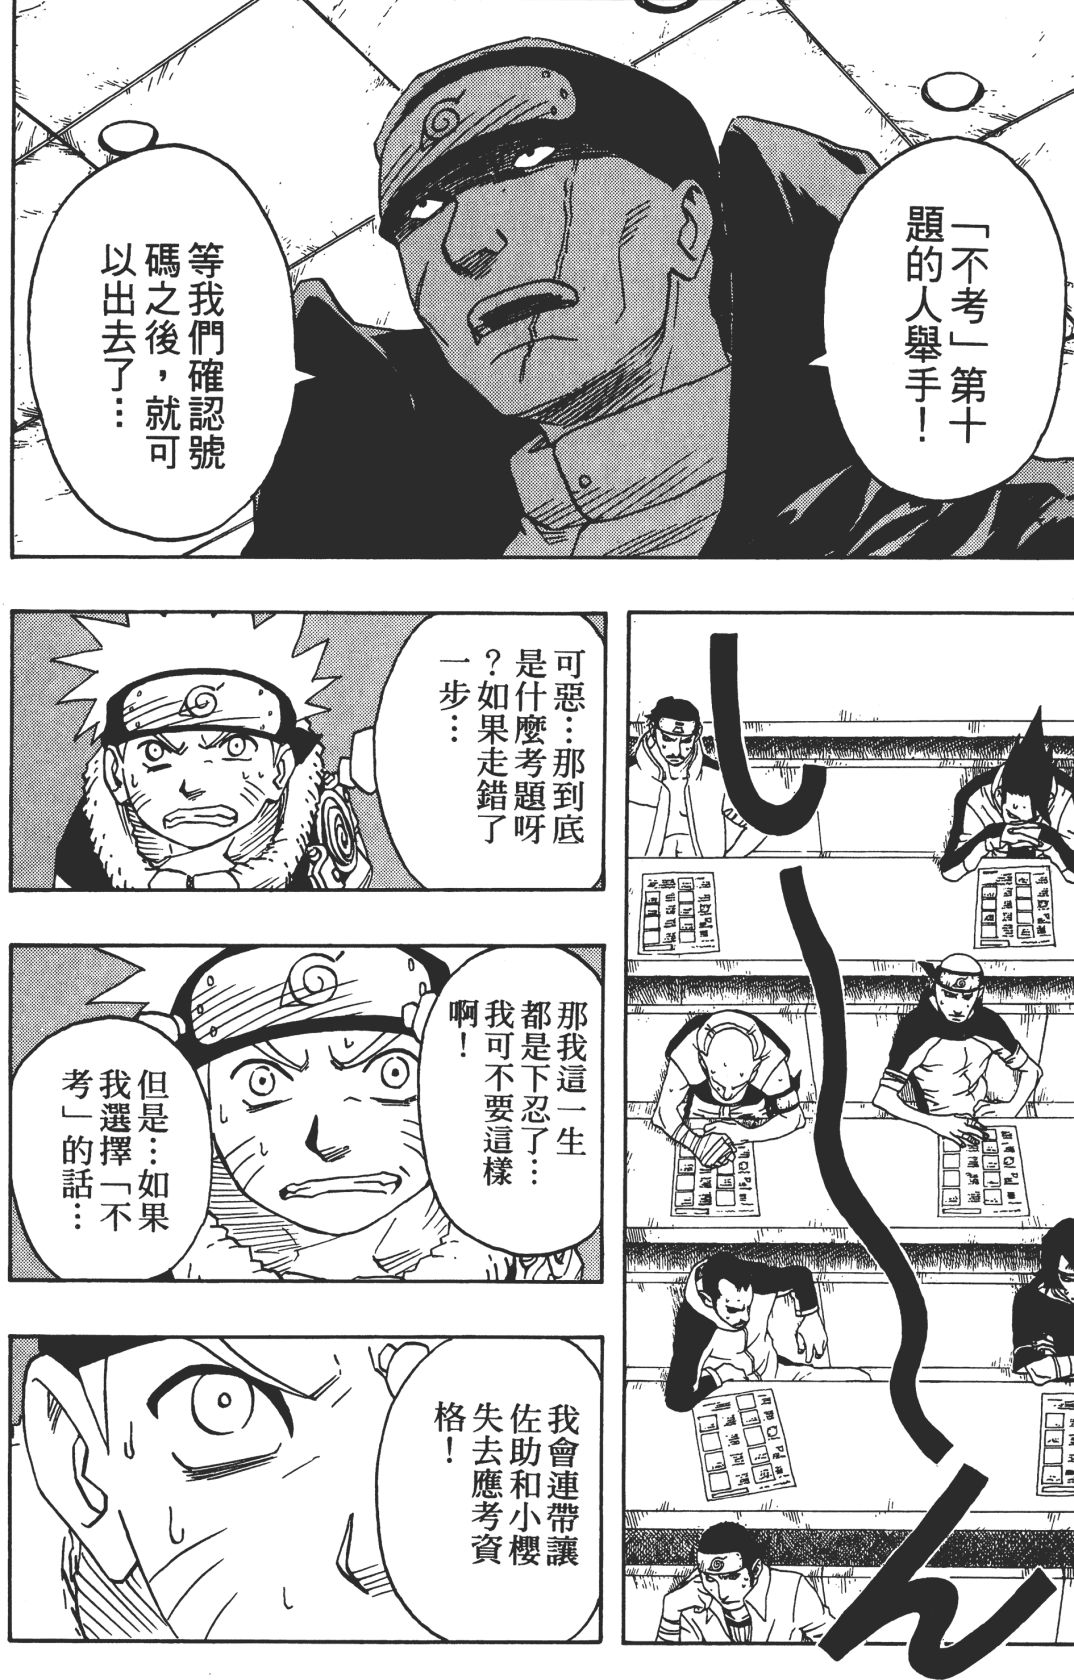 「不考」第十
題的人舉手！
等我們確認號
碼之後，就可
以出去了…
し
ん
可惡…那到底
是什麼考題呀
？如果走錯了
一步…
那我這一生
都是下忍了…
我可不要這樣
啊！
但是…如果
我選擇「不
考」的話…
我會連帶讓
佐助和小櫻
失去應考資
格！